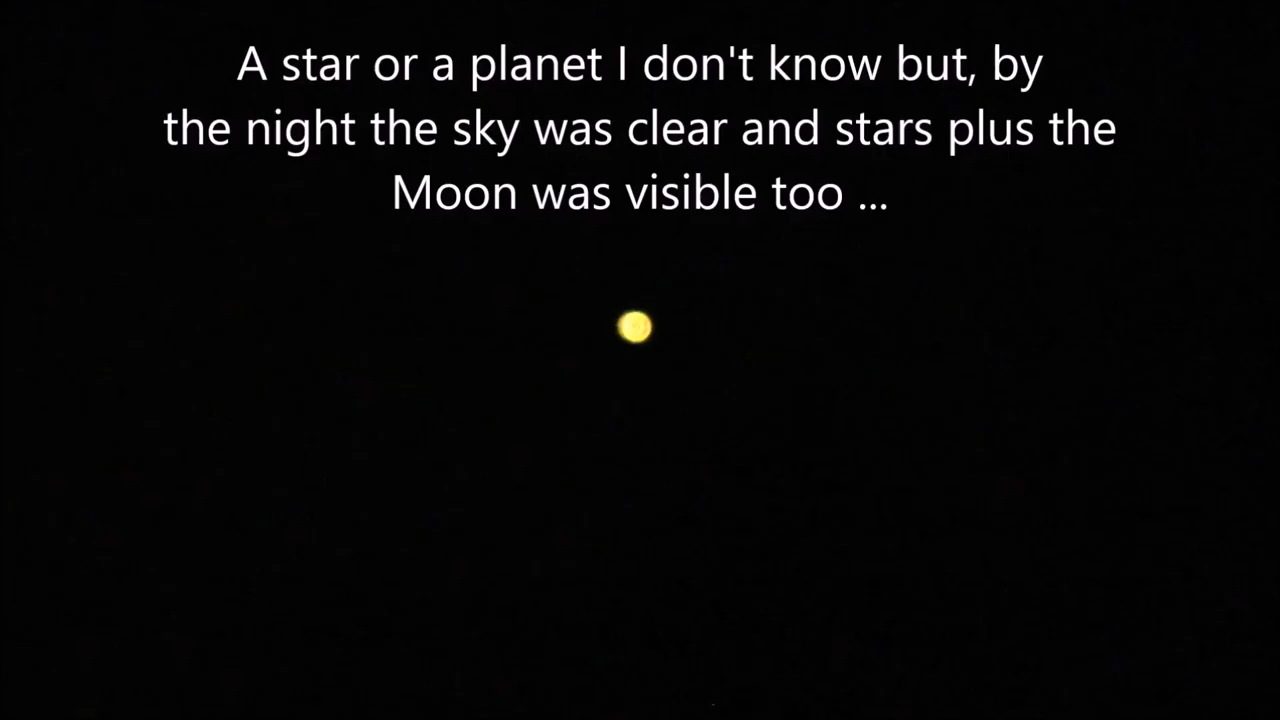 A star or a planet I don't know but, by
the night the sky was clear and stars plus the
Moon was visible too ...